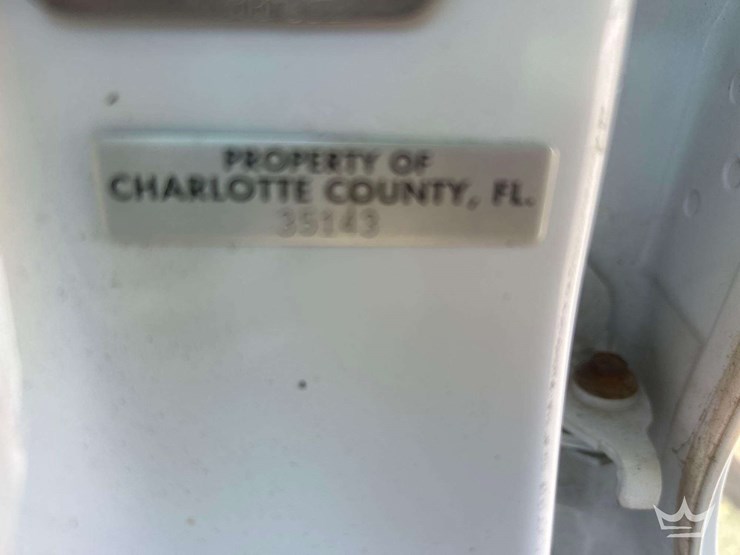 PROPERTY OF
CHARLOTTE COUNTY, FL.
35143